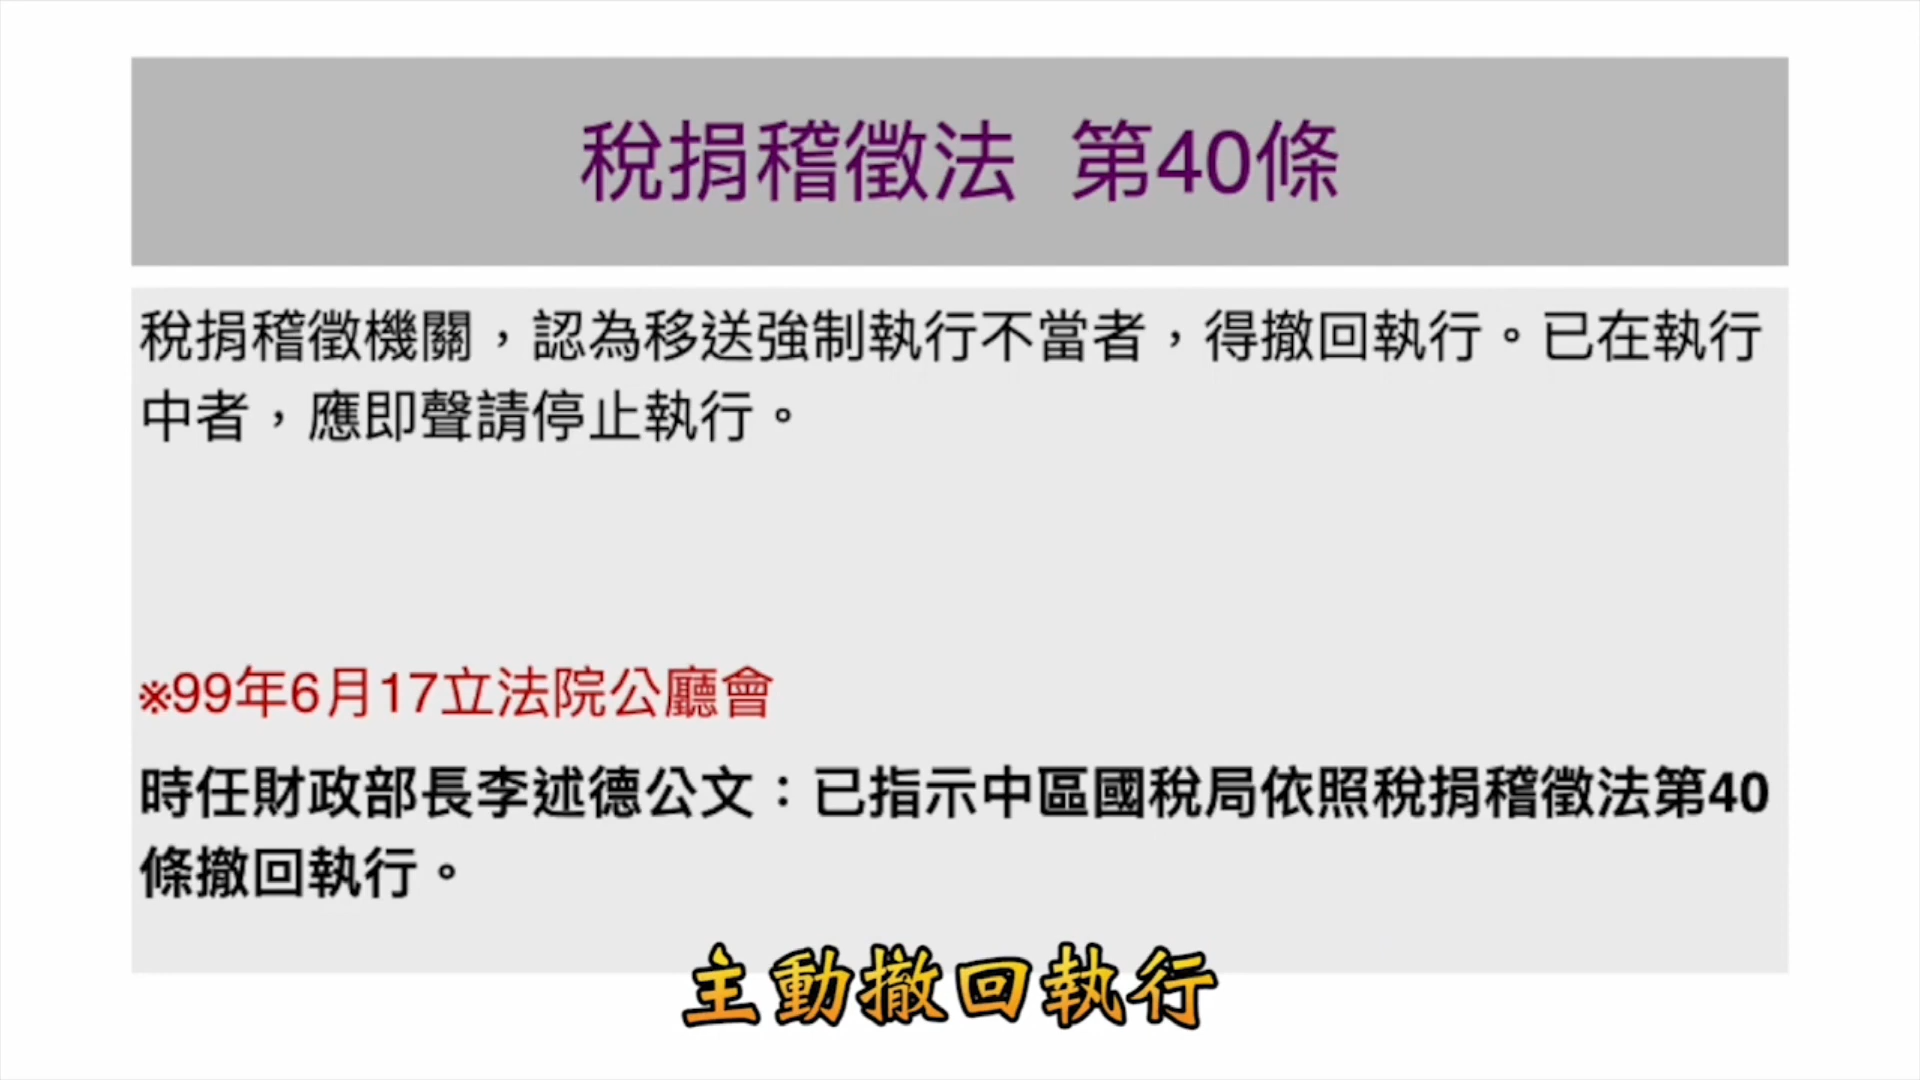 稅捐稽徵法 第40條
稅捐稽徵機關，認為移送強制執行不當者，得撤回執行。已在執行
中者，應即聲請停止執行。
※99年6月17立法院公廳會
時任財政部長李述德公文：已指示中區國稅局依照稅捐稽徵法第40
條撤回執行。
主動撤回執行